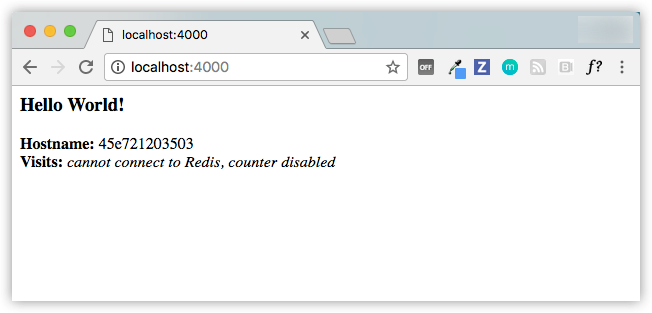 localhost:4000
localhost:4000
OFF
Z
m
B
f?
Hello World!
Hostname: 45e721203503
Visits: cannot connect to Redis, counter disabled